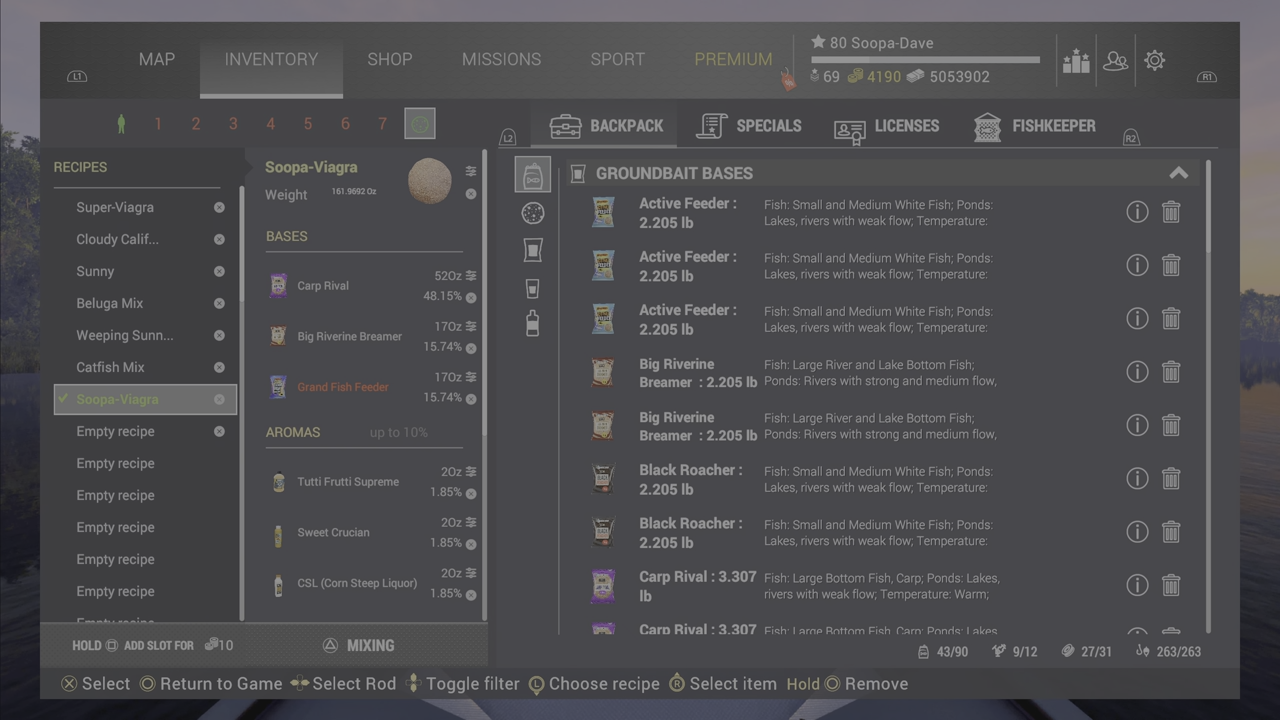 MAP
INVENTORY
SHOP
MISSIONS
SPORT
PREMIUM
80 Soopa-Dave
69 4190 5053902
L1
R1
1 2 3 4 5 6 7
L2
BACKPACK
SPECIALS
LICENSES
FISHKEEPER
R2
RECIPES
Super-Viagra
Cloudy Calif...
Sunny
Beluga Mix
Weeping Sunn...
Catfish Mix
Soopa-Viagra
Empty recipe
Empty recipe
Empty recipe
Empty recipe
Empty recipe
Empty recipe
Empty recipe
HOLD ADD SLOT FOR 10
Soopa-Viagra
Weight 161.9692 Oz
BASES
Carp Rival
52Oz
48.15%
Big Riverine Breamer
17Oz
15.74%
Grand Fish Feeder
17Oz
15.74%
AROMAS up to 10%
Tutti Frutti Supreme
2Oz
1.85%
Sweet Crucian
2Oz
1.85%
CSL (Corn Steep Liquor)
2Oz
1.85%
MIXING
GROUNDBAIT BASES
Active Feeder :
2.205 lb
Fish: Small and Medium White Fish; Ponds:
Lakes, rivers with weak flow; Temperature:
Active Feeder :
2.205 lb
Fish: Small and Medium White Fish; Ponds:
Lakes, rivers with weak flow; Temperature:
Active Feeder :
2.205 lb
Fish: Small and Medium White Fish; Ponds:
Lakes, rivers with weak flow; Temperature:
Big Riverine
Breamer : 2.205 lb
Fish: Large River and Lake Bottom Fish;
Ponds: Rivers with strong and medium flow,
Big Riverine
Breamer : 2.205 lb
Fish: Large River and Lake Bottom Fish;
Ponds: Rivers with strong and medium flow,
Black Roacher :
2.205 lb
Fish: Small and Medium White Fish; Ponds:
Lakes, rivers with weak flow; Temperature:
Black Roacher :
2.205 lb
Fish: Small and Medium White Fish; Ponds:
Lakes, rivers with weak flow; Temperature:
Carp Rival : 3.307
lb
Fish: Large Bottom Fish, Carp; Ponds: Lakes,
rivers with weak flow; Temperature: Warm;
Carp Rival : 3.307
Fish: Large Bottom Fish, Carp; Ponds: Lakes,
43/90 9/12 27/31 263/263
Select Return to Game Select Rod Toggle filter L Choose recipe R Select item Hold Remove